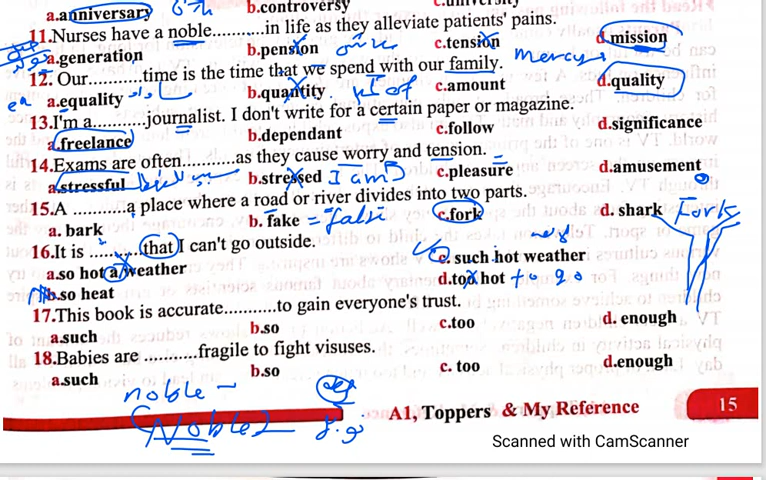 a.anniversary b.controversy
11.Nurses have a noble............in life as they alleviate patients' pains.
a.generation b.pension c.tension d.mission
12. Our..........time is the time that we spend with our family. mercy
a.equality b.quantity. c.amount d.quality
13.I'm a...........journalist. I don't write for a certain paper or magazine.
a.freelance b.dependant c.follow d.significance
14.Exams are often..........as they cause worry and tension.
a.stressful b.stressed c.pleasure d.amusement
15.A ...........a place where a road or river divides into two parts.
a. bark b. fake = false c.fork d. shark Fork
16.It is ..........that I can't go outside.
a.so hot a weather c. such hot weather
b.so heat d.too hot to go
17.This book is accurate...........to gain everyone's trust.
a.such b.so c.too d. enough
18.Babies are ...........fragile to fight visuses.
a.such b.so c. too d.enough
noble
Nobel
A1, Toppers & My Reference 15
Scanned with CamScanner